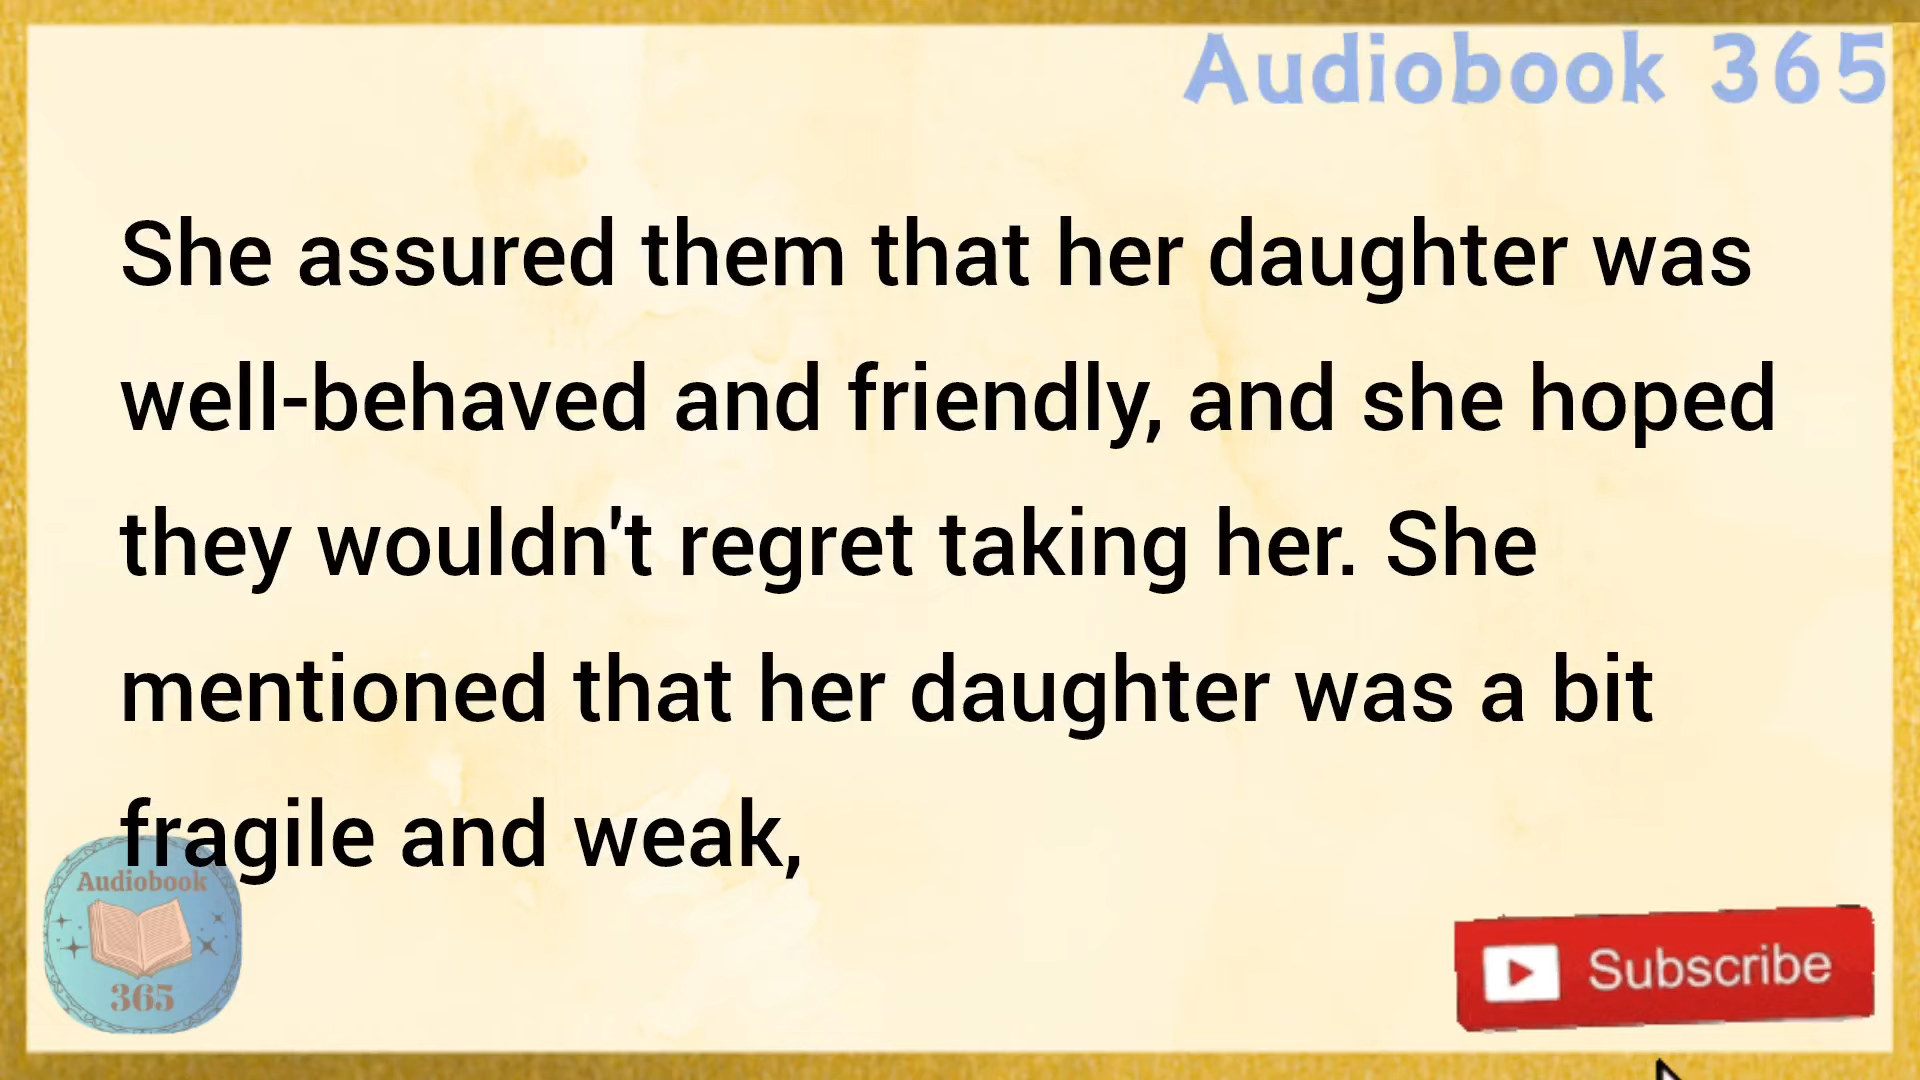 Audiobook 365
She assured them that her daughter was
well-behaved and friendly, and she hoped
they wouldn't regret taking her. She
mentioned that her daughter was a bit
fragile and weak,
Audiobook
365
Subscribe